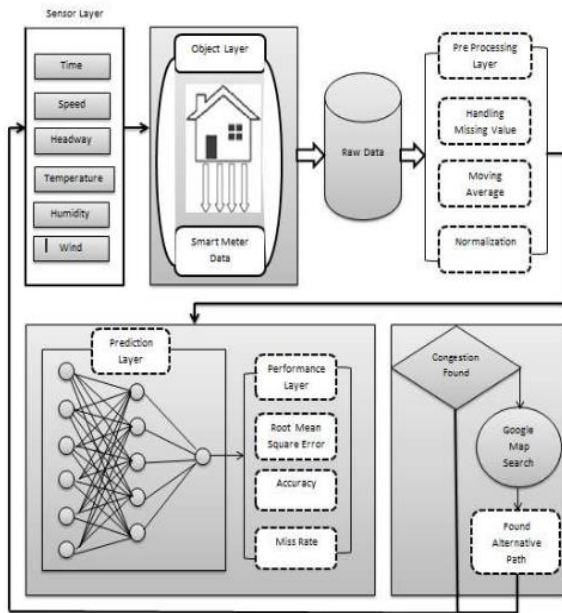 Sensor Layer
Time
Speed
Headway
Temperature
Humidity
Wind
Object Layer
Smart Meter
Data
Raw Data
Pre Processing
Layer
Handling
Missing Value
Moving
Average
Normalization
Prediction
Layer
Performance
Layer
Root Mean
Square Error
Accuracy
Miss Rate
Congestion
Found
Google
Map
Search
Found
Alternative
Path